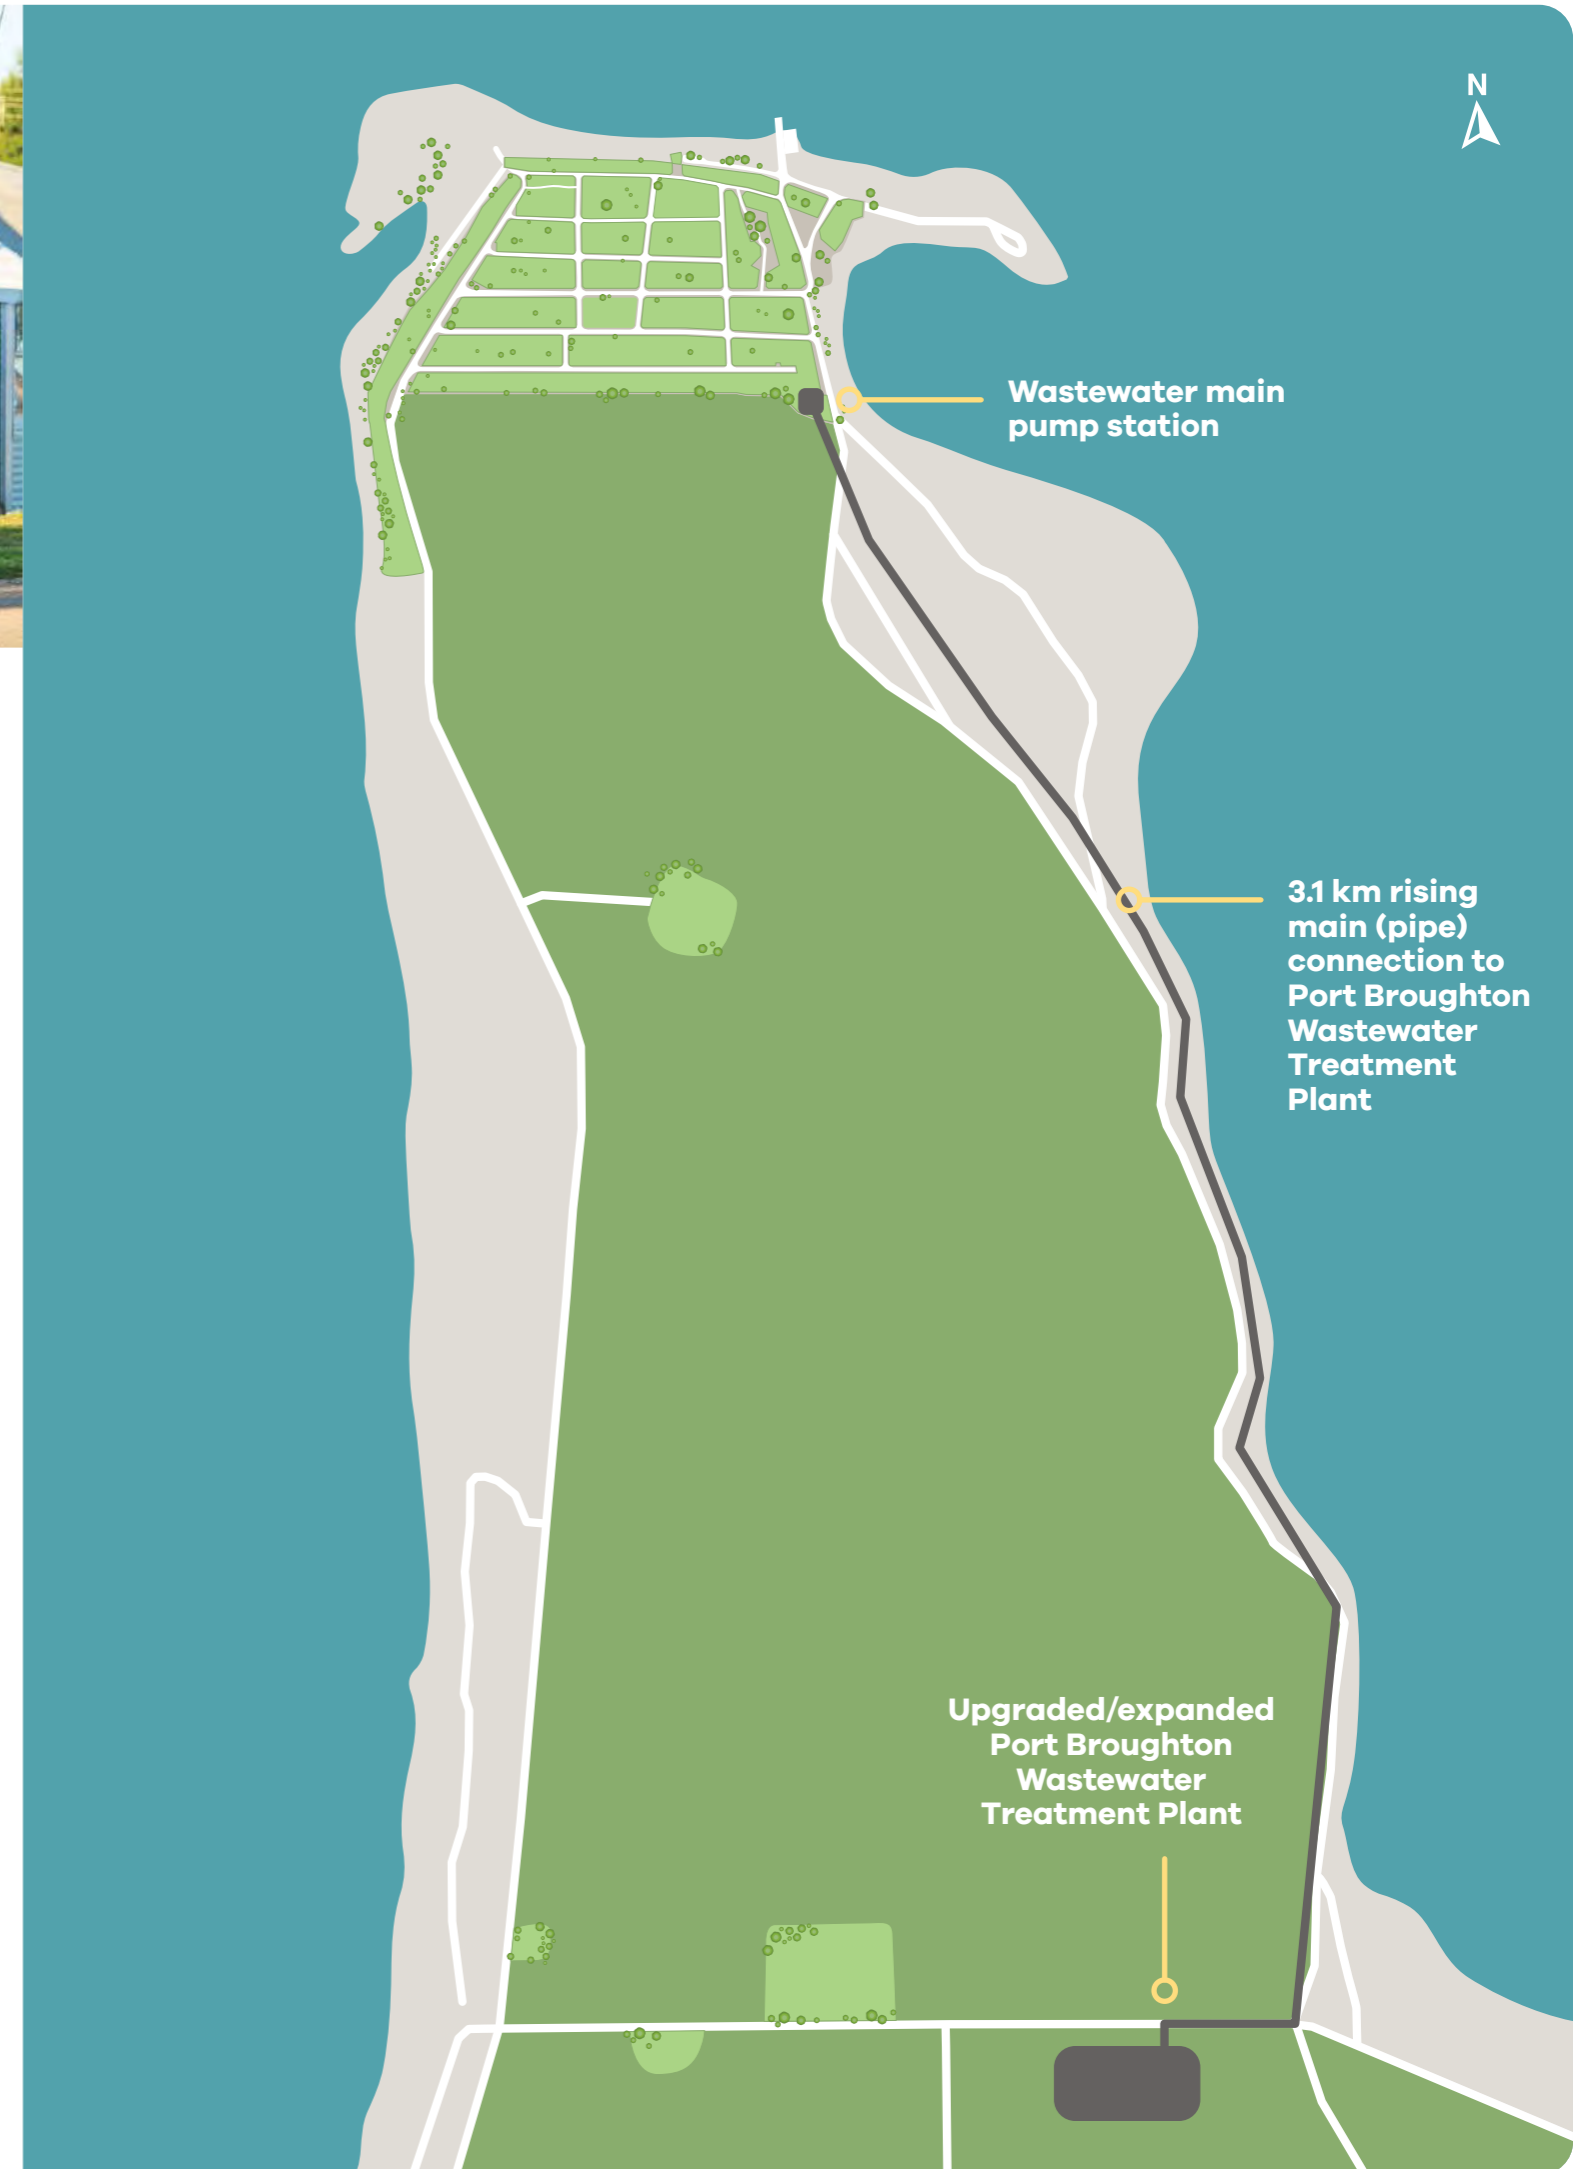 N
Wastewater main
pump station
3.1 km rising
main (pipe)
connection to
Port Broughton
Wastewater
Treatment
Plant
Upgraded/expanded
Port Broughton
Wastewater
Treatment Plant